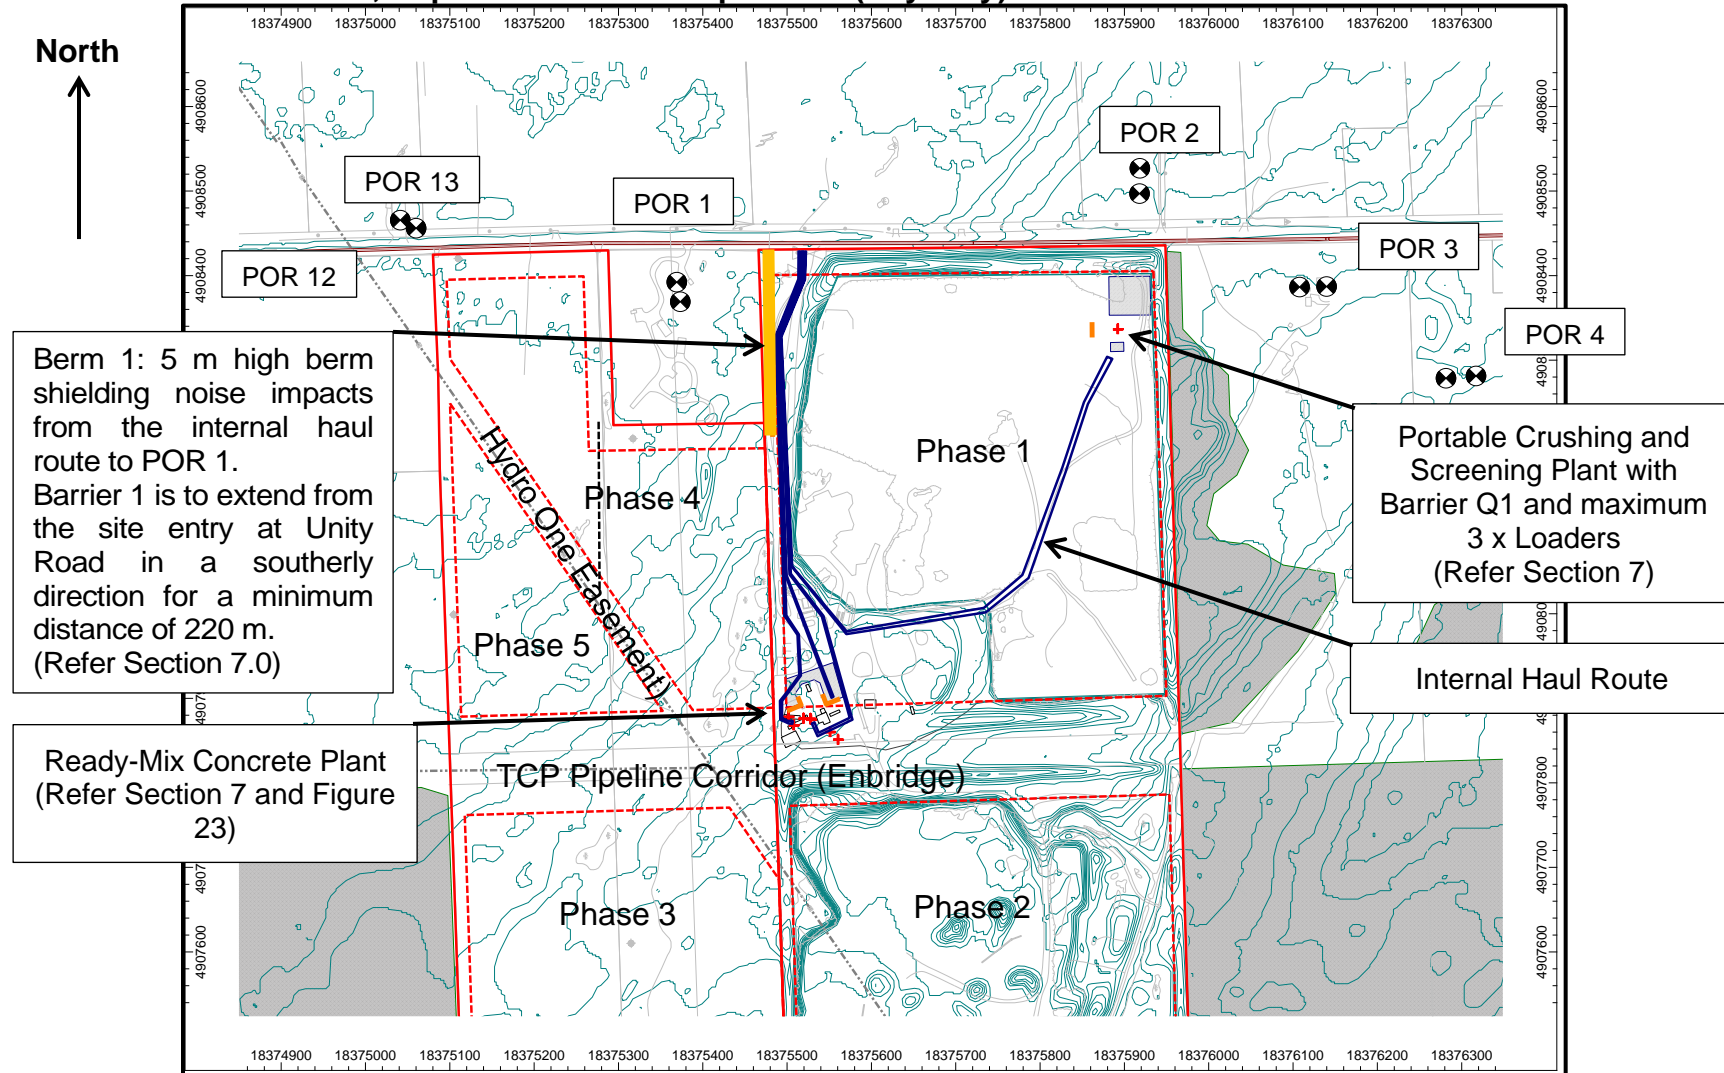 18374900 18375000 18375100 18375200 18375300 18375400 18375500 18375600 18375700 18375800 18375900 18376000 18376100 18376200 18376300
North
POR 2
POR 13
POR 1
POR 3
POR 12
POR 4
4908600
4908500
4908400
4908600
4908500
4908400
Berm 1: 5 m high berm
shielding noise impacts
from the internal haul
route to POR 1.
Barrier 1 is to extend from
the site entry at Unity
Road in a southerly
direction for a minimum
distance of 220 m.
(Refer Section 7.0)
Portable Crushing and
Screening Plant with
Barrier Q1 and maximum
3 x Loaders
(Refer Section 7)
Phase 1
Phase 4
Hydro One Easement)
Phase 5
Internal Haul Route
Ready-Mix Concrete Plant
(Refer Section 7 and Figure
23)
TCP Pipeline Corridor (Enbridge)
Phase 3
Phase 2
4907600
4907800
4907700
4907600
18374900 18375000 18375100 18375200 18375300 18375400 18375500 18375600 18375700 18375800 18375900 18376000 18376100 18376200 18376300